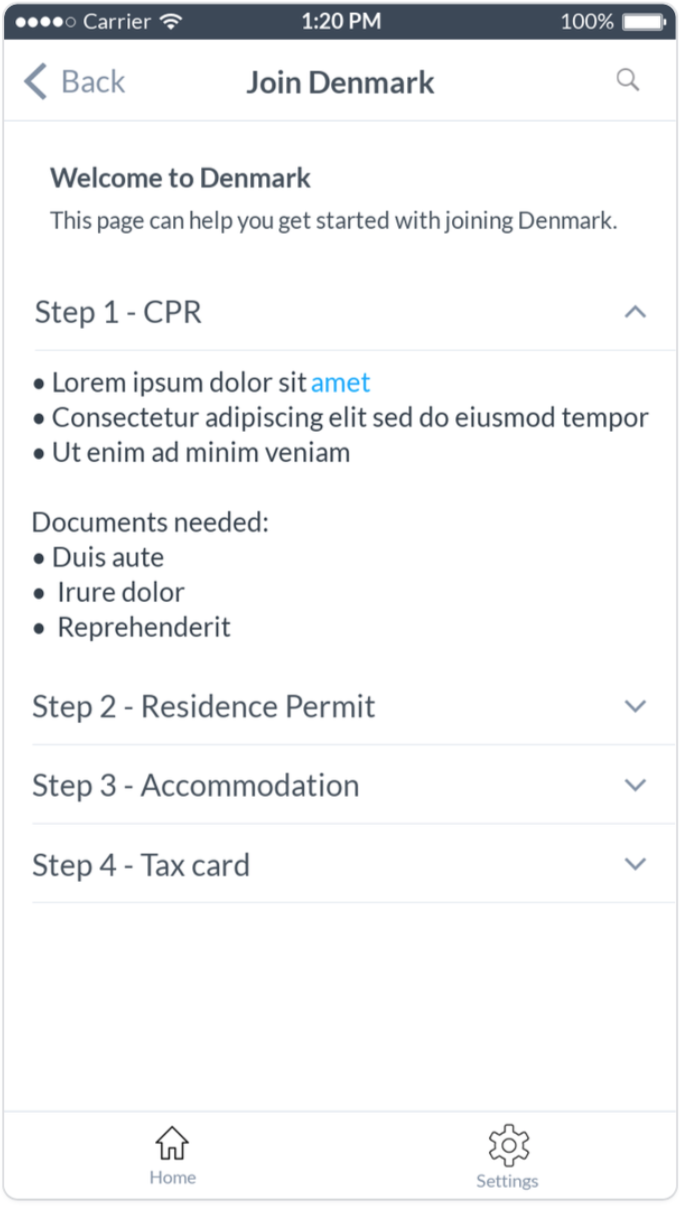 Carrier 1:20 PM 100%
Back Join Denmark
Welcome to Denmark
This page can help you get started with joining Denmark.
Step 1 - CPR
• Lorem ipsum dolor sit amet
• Consectetur adipiscing elit sed do eiusmod tempor
• Ut enim ad minim veniam
Documents needed:
• Duis aute
• Irure dolor
• Reprehenderit
Step 2 - Residence Permit
Step 3 - Accommodation
Step 4 - Tax card
Home Settings